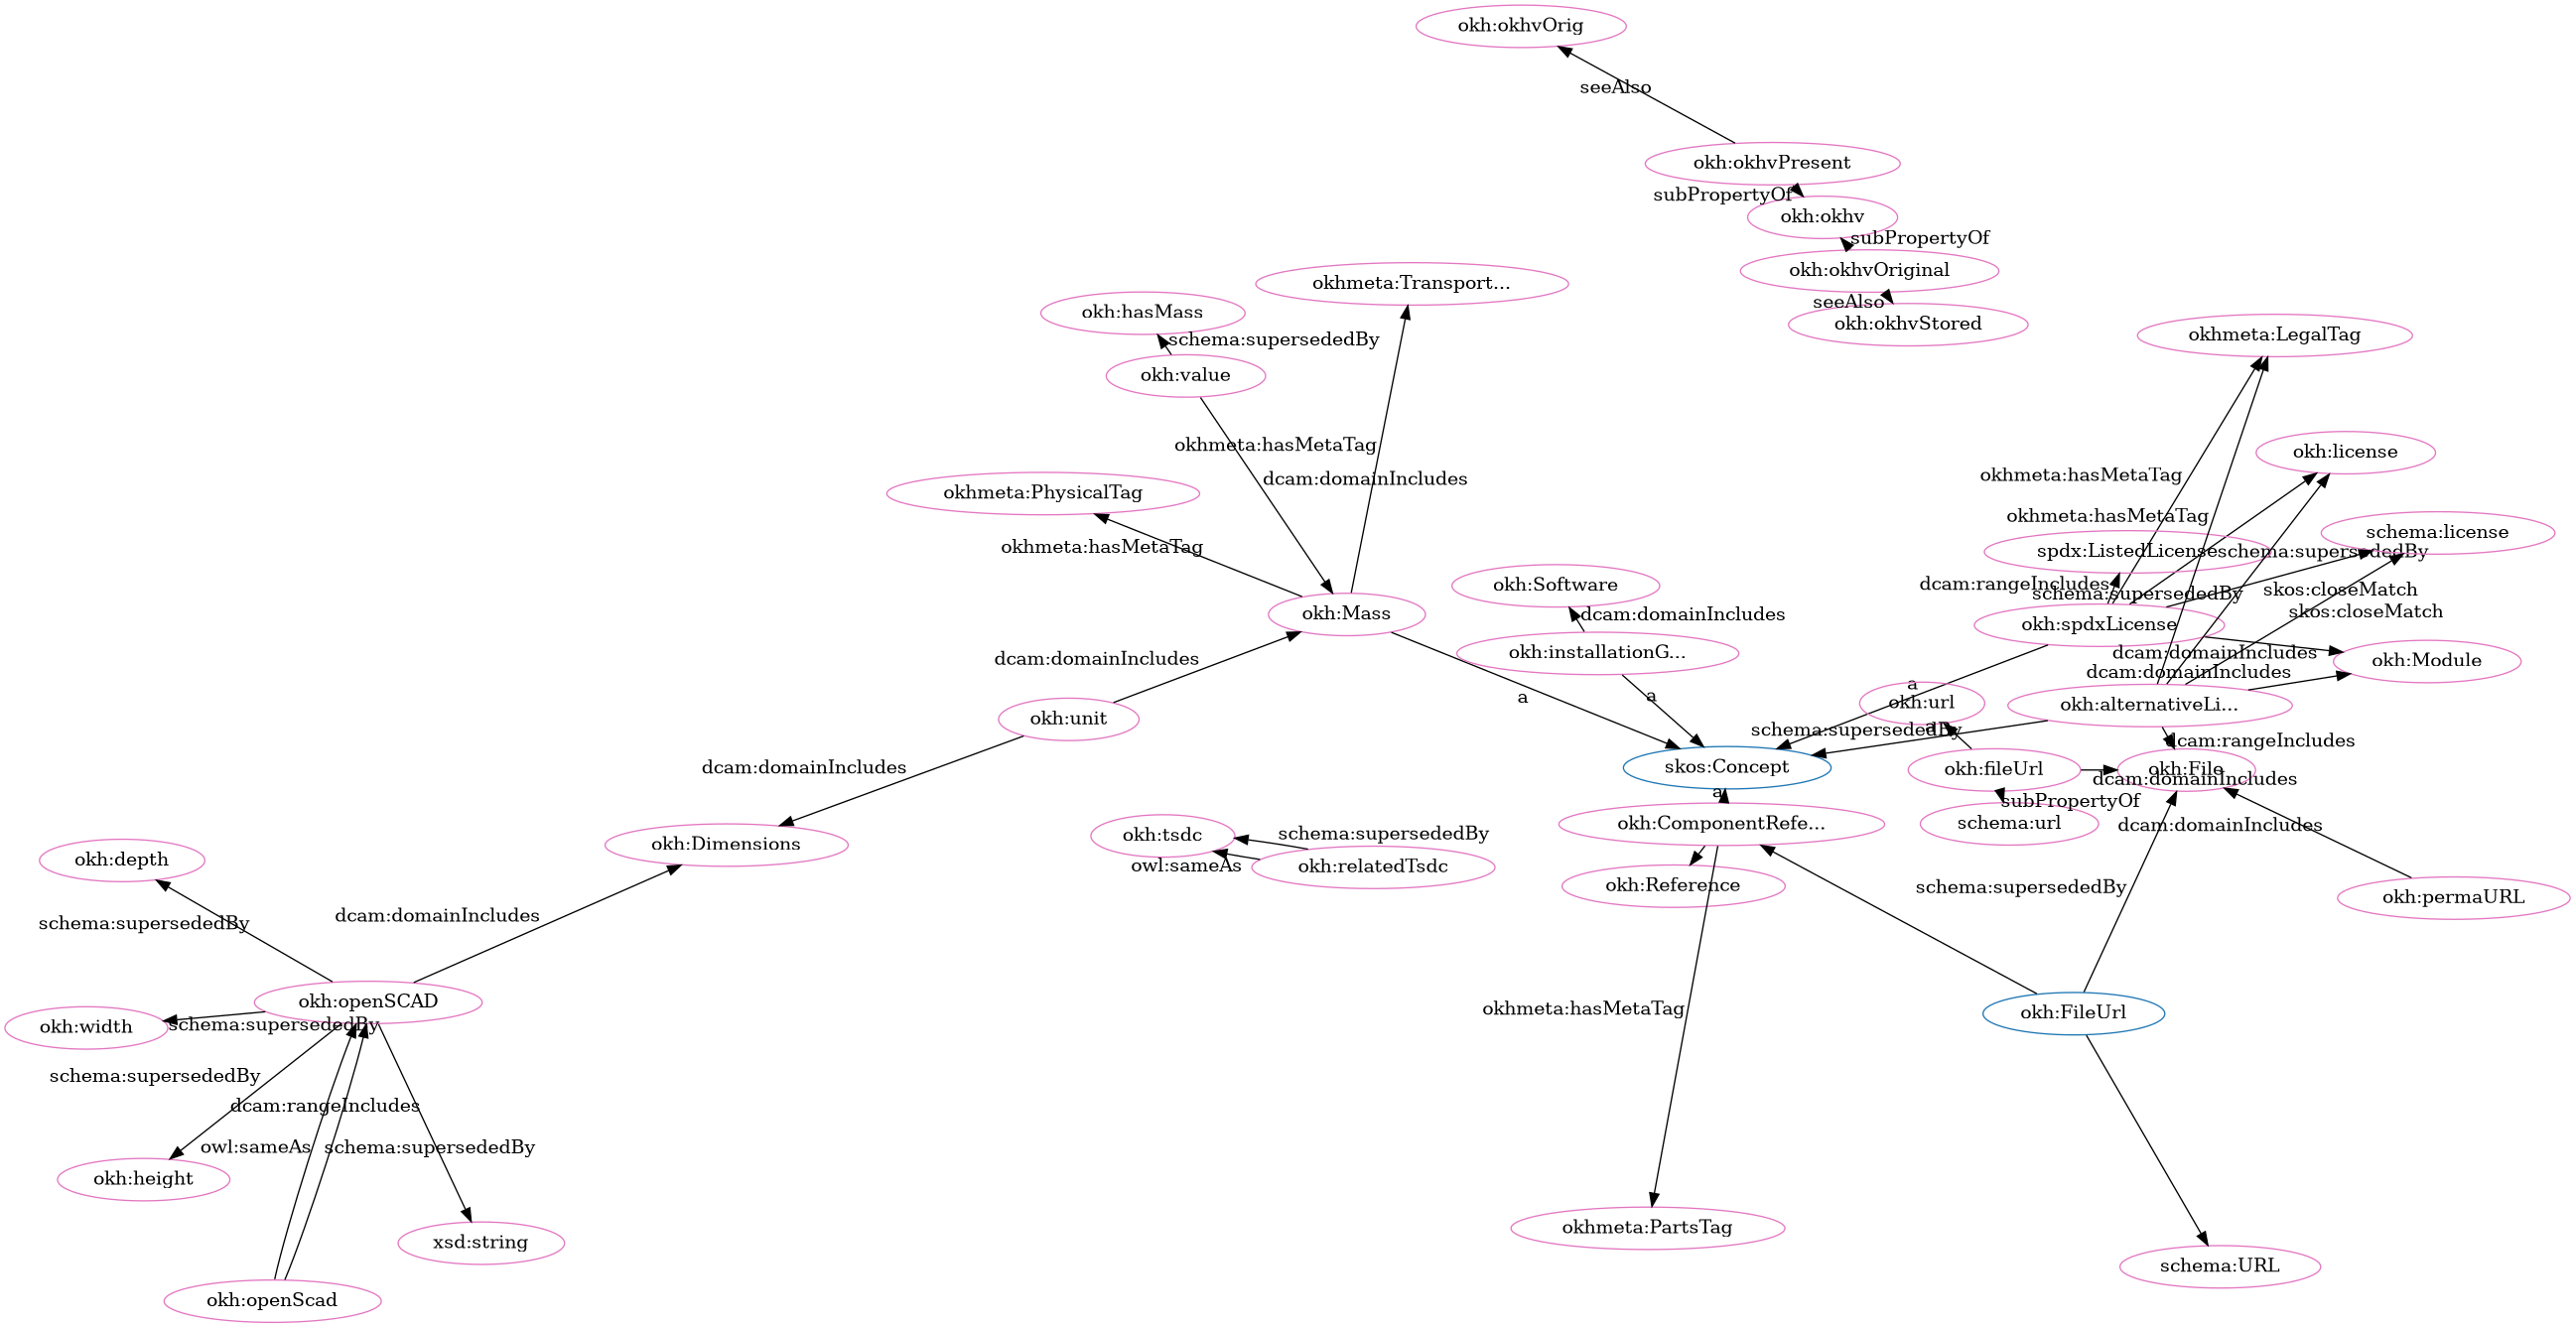 okh:okhvOrig
seeAlso
okh:okhvPresent
subPropertyOf
okh:okhv
subPropertyOf
okh:okhvOriginal
seeAlso
okh:okhvStored
okhmeta:Transport...
okh:hasMass
schema:supersededBy
okh:value
okhmeta:LegalTag
okhmeta:hasMetaTag
dcam:domainIncludes
okhmeta:PhysicalTag
okhmeta:hasMetaTag
okh:license
okhmeta:hasMetaTag
okhmeta:hasMetaTag
schema:license
spdx:ListedLicense
schema:supersededBy
dcam:rangeIncludes
schema:supersededBy
skos:closeMatch
skos:closeMatch
okh:Software
dcam:domainIncludes
okh:Mass
okh:spdxLicense
okh:installationG...
dcam:domainIncludes
dcam:domainIncludes
okh:Module
dcam:domainIncludes
a
a
a
okh:url
okh:alternativeLi...
okh:unit
a
schema:supersededBy
dcam:rangeIncludes
dcam:domainIncludes
skos:Concept
okh:fileUrl
okh:File
dcam:domainIncludes
a
subPropertyOf
okh:ComponentRefe...
schema:url
dcam:domainIncludes
okh:tsdc
schema:supersededBy
owl:sameAs
okh:relatedTsdc
okh:Dimensions
okh:depth
okh:Reference
schema:supersededBy
okh:permaURL
dcam:domainIncludes
schema:supersededBy
okh:openSCAD
okhmeta:hasMetaTag
okh:FileUrl
okh:width
schema:supersededBy
schema:supersededBy
dcam:rangeIncludes
owl:sameAs
schema:supersededBy
okh:height
okhmeta:PartsTag
xsd:string
schema:URL
okh:openScad